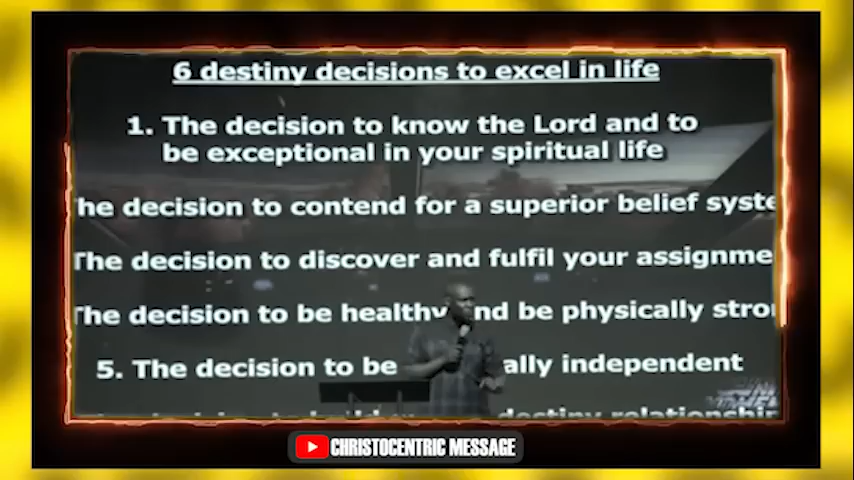 6 destiny decisions to excel in life
1. The decision to know the Lord and to
be exceptional in your spiritual life
he decision to contend for a superior belief syste
The decision to discover and fulfil your assignme
The decision to be healthy nd be physically stro
5. The decision to be ally independent
destiny relationship
CHRISTOCENTRIC MESSAGE